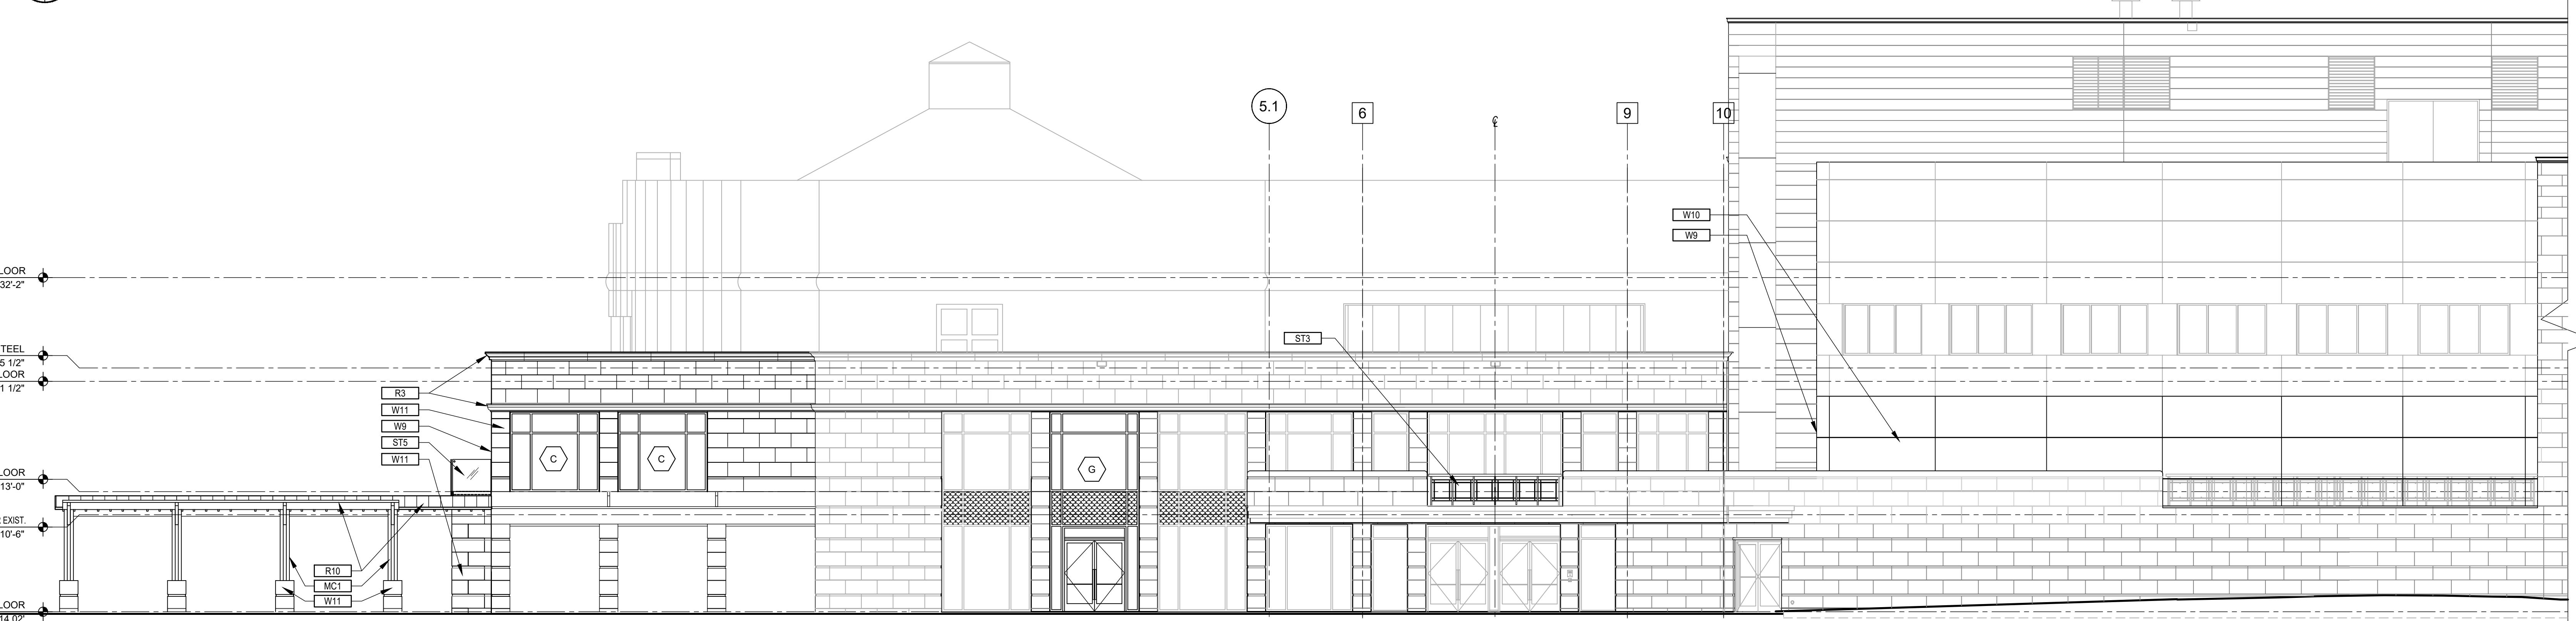 5.1
6
℄
9
10
W10
W9
LOOR
32'-2"
ST3
TEEL
5 1/2"
LOOR
1 1/2"
R3
W11
W9
ST5
W11
C
C
G
LOOR
13'-0"
EXIST.
10'-6"
R10
MC1
W11
LOOR
14.02'